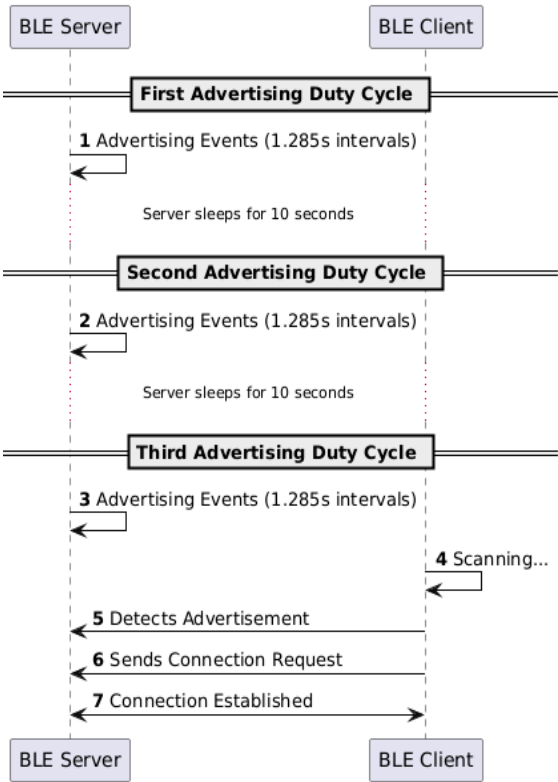 BLE Server BLE Client
First Advertising Duty Cycle
1 Advertising Events (1.285s intervals)
Server sleeps for 10 seconds
Second Advertising Duty Cycle
2 Advertising Events (1.285s intervals)
Server sleeps for 10 seconds
Third Advertising Duty Cycle
3 Advertising Events (1.285s intervals)
4 Scanning...
5 Detects Advertisement
6 Sends Connection Request
7 Connection Established
BLE Server BLE Client